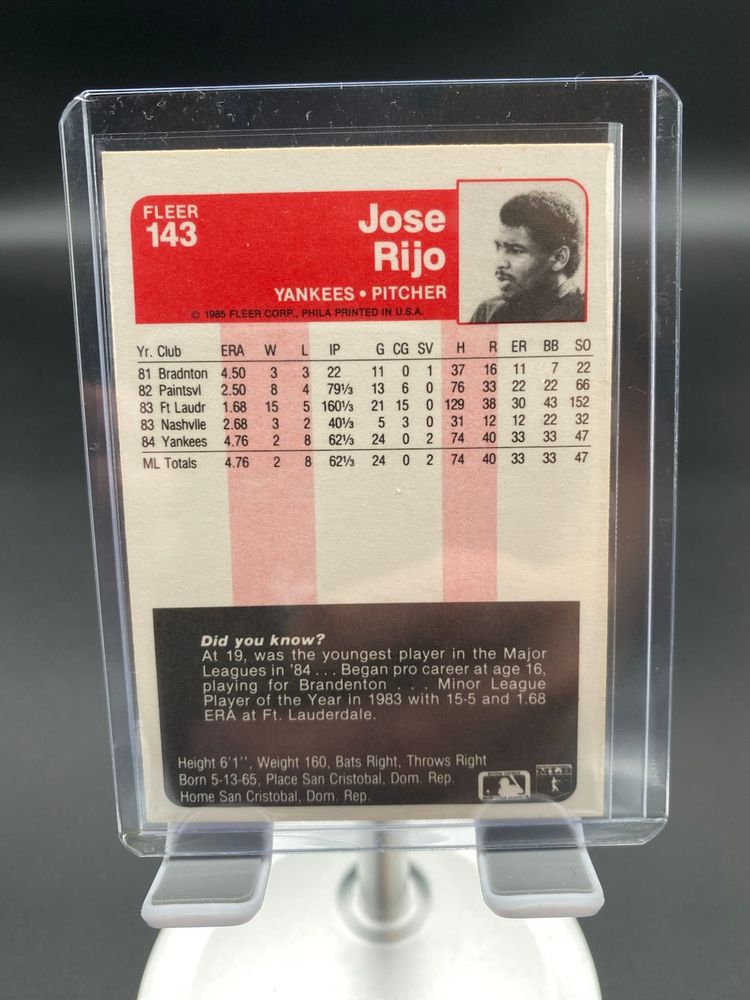 FLEER
143
Jose
Rijo
YANKEES • PITCHER
© 1985 FLEER CORP., PHILA PRINTED IN U.S.A.
Yr. Club ERA W L IP G CG SV H R ER BB SO
81 Bradnton 4.50 3 3 22 11 0 1 37 16 11 7 22
82 Paintsvl 2.50 8 4 79⅓ 13 6 0 76 33 22 22 66
83 Ft Laudr 1.68 15 5 160⅓ 21 15 0 129 38 30 43 152
83 Nashvlle 2.68 3 2 40⅓ 5 3 0 31 12 12 22 32
84 Yankees 4.76 2 8 62⅓ 24 0 2 74 40 33 33 47
ML Totals 4.76 2 8 62⅓ 24 0 2 74 40 33 33 47
Did you know?
At 19, was the youngest player in the Major
Leagues in '84 . . . Began pro career at age 16,
playing for Brandenton . . . Minor League
Player of the Year in 1983 with 15-5 and 1.68
ERA at Ft. Lauderdale.
Height 6'1'', Weight 160, Bats Right, Throws Right
Born 5-13-65, Place San Cristobal, Dom. Rep.
Home San Cristobal, Dom. Rep.